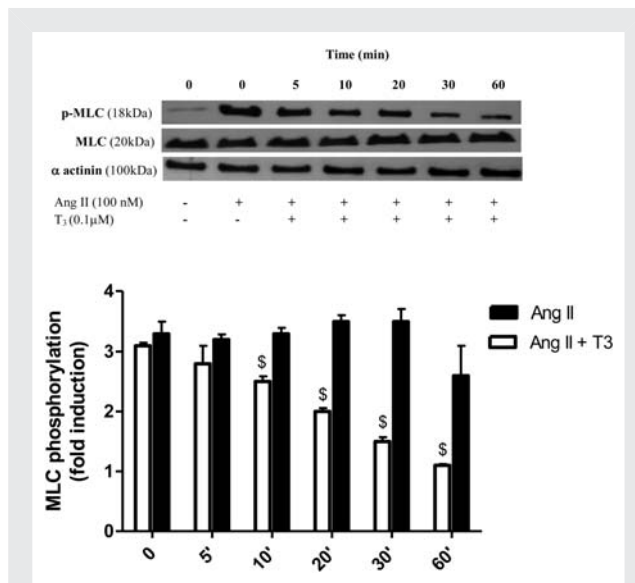 Time (min)
0 0 5 10 20 30 60
p-MLC (18kDa)
MLC (20kDa)
α actinin (100kDa)
Ang II (100 nM) - + + + + + +
T₃ (0.1µM) - - + + + + +
MLC phosphorylation
(fold induction)
4
3
2
1
0
$ $ $ $
0 5' 10' 20' 30' 60'
Ang II
Ang II + T3